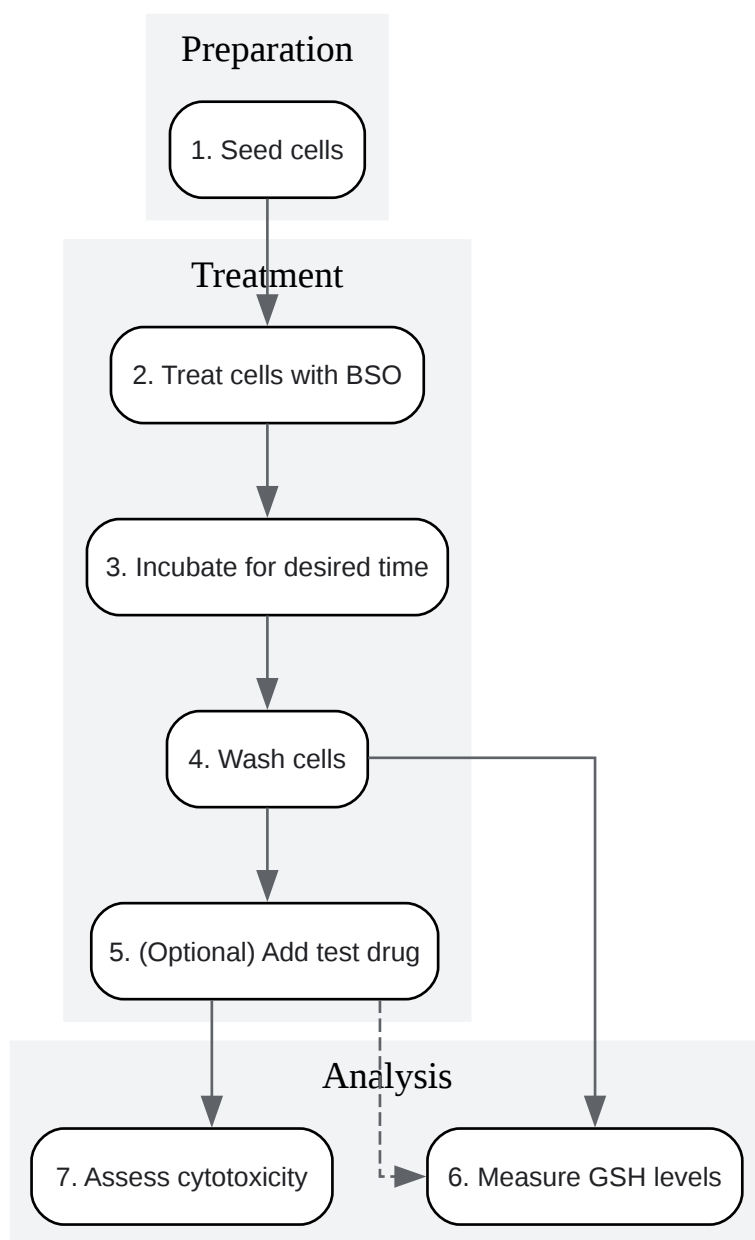 Preparation
1. Seed cells
Treatment
2. Treat cells with BSO
3. Incubate for desired time
4. Wash cells
5. (Optional) Add test drug
Analysis
7. Assess cytotoxicity
6. Measure GSH levels